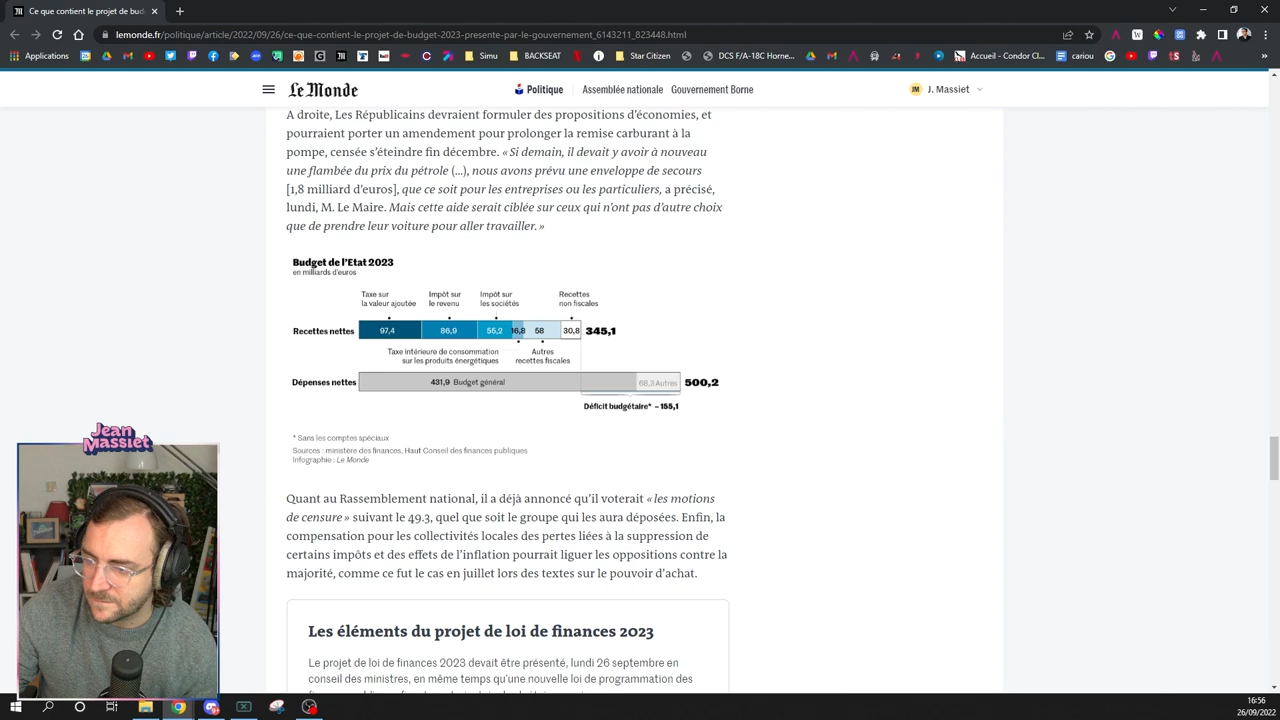 Ce que contient le projet de bud
lemonde.fr/politique/article/2022/09/26/ce-que-contient-le-projet-de-budget-2023-presente-par-le-gouvernement_6143211_823448.html
Applications
Simu
BACKSEAT
Star Citizen
DCS F/A-18C Horne...
Accueil - Condor Cl...
cariou
Le Monde
Politique
Assemblée nationale
Gouvernement Borne
JM
J. Massiet
A droite, Les Républicains devraient formuler des propositions d'économies, et
pourraient porter un amendement pour prolonger la remise carburant à la
pompe, censée s'éteindre fin décembre. « Si demain, il devait y avoir à nouveau
une flambée du prix du pétrole (...), nous avons prévu une enveloppe de secours
[1,8 milliard d'euros], que ce soit pour les entreprises ou les particuliers, a précisé,
lundi, M. Le Maire. Mais cette aide serait ciblée sur ceux qui n'ont pas d'autre choix
que de prendre leur voiture pour aller travailler. »
Budget de l'Etat 2023
en milliards d'euros
Taxe sur
la valeur ajoutée
Impôt sur
le revenu
Impôt sur
les sociétés
Recettes
non fiscales
Recettes nettes
97,4
86,9
55,2
16,8
58
30,8
345,1
Taxe intérieure de consommation
sur les produits énergétiques
Autres
recettes fiscales
Dépenses nettes
431,9 Budget général
68,3 Autres
500,2
Déficit budgétaire* – 155,1
* Sans les comptes spéciaux
Sources : ministère des finances, Haut Conseil des finances publiques
Infographie : Le Monde
Quant au Rassemblement national, il a déjà annoncé qu'il voterait « les motions
de censure » suivant le 49.3, quel que soit le groupe qui les aura déposées. Enfin, la
compensation pour les collectivités locales des pertes liées à la suppression de
certains impôts et des effets de l'inflation pourrait liguer les oppositions contre la
majorité, comme ce fut le cas en juillet lors des textes sur le pouvoir d'achat.
Les éléments du projet de loi de finances 2023
Le projet de loi de finances 2023 devait être présenté, lundi 26 septembre en
conseil des ministres, en même temps qu'une nouvelle loi de programmation des
Jean
Massiet
16:56
26/09/2022